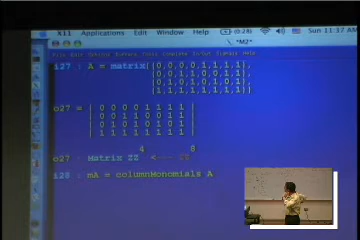 X11 Applications Edit Window Help (0:28) Sun 11:37 AM
*M2*
i27 : A = matrix{{0,0,0,0,1,1,1,1},
{0,0,1,1,0,0,1,1},
{0,1,0,1,0,1,0,1},
{1,1,1,1,1,1,1,1}}
o27 = | 0 0 0 0 1 1 1 1 |
| 0 0 1 1 0 0 1 1 |
| 0 1 0 1 0 1 0 1 |
| 1 1 1 1 1 1 1 1 |
4 8
o27 : Matrix ZZ <--- ZZ
i28 : mA = columnMonomials A